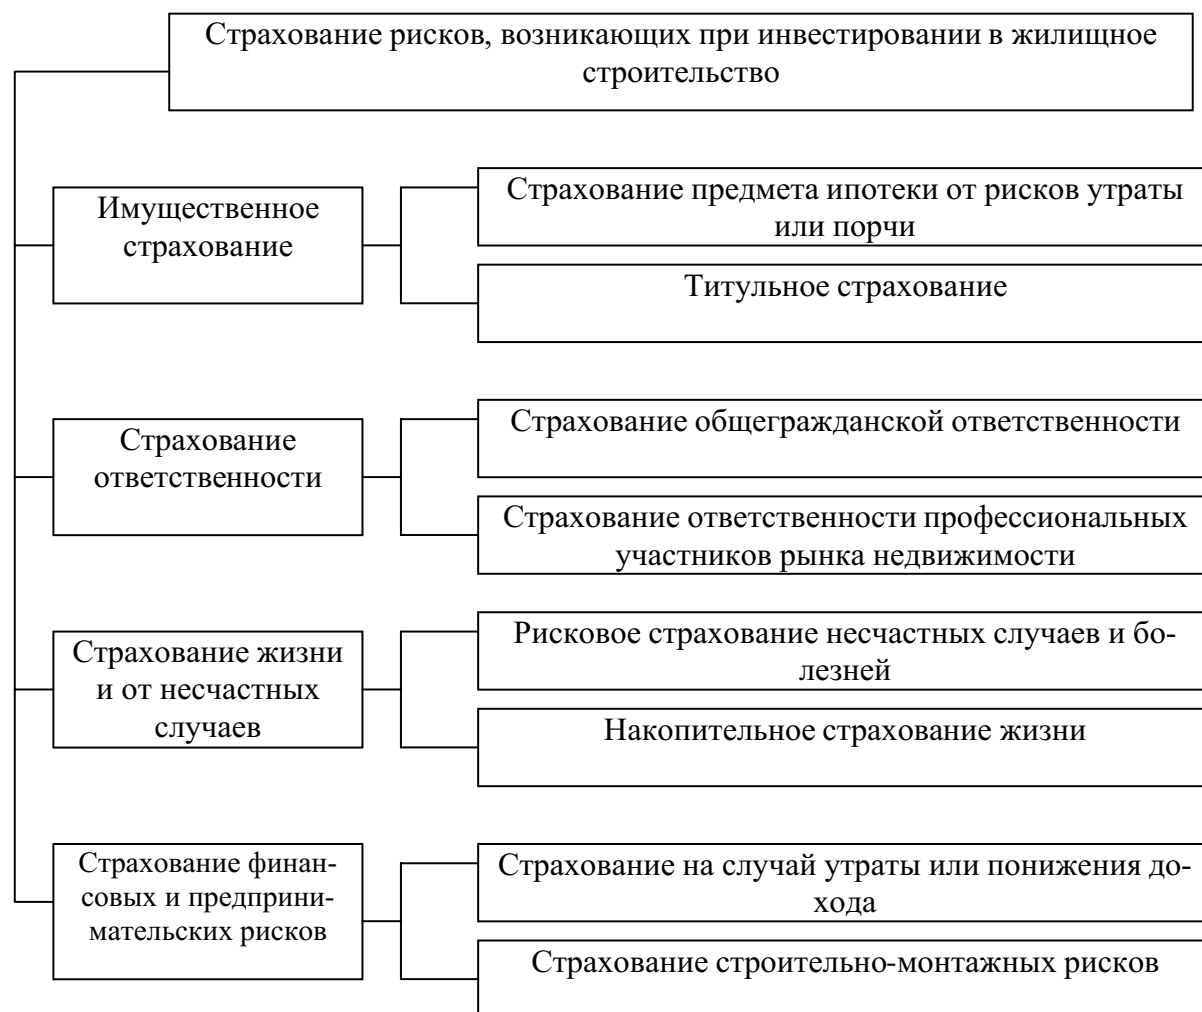 Страхование рисков, возникающих при инвестировании в жилищное
строительство
Имущественное
страхование
Страхование предмета ипотеки от рисков утраты
или порчи
Титульное страхование
Страхование
ответственности
Страхование общегражданской ответственности
Страхование ответственности профессиональных
участников рынка недвижимости
Страхование жизни
и от несчастных
случаев
Рисковое страхование несчастных случаев и бо-
лезней
Накопительное страхование жизни
Страхование финан-
совых и предприни-
мательских рисков
Страхование на случай утраты или понижения до-
хода
Страхование строительно-монтажных рисков